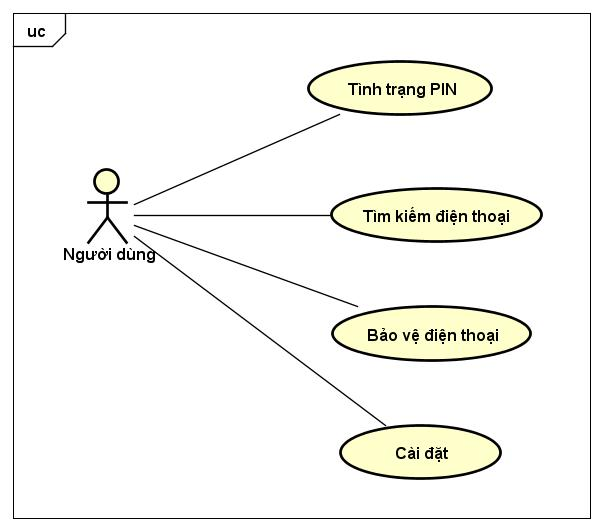 uc
Tình trạng PIN
Tìm kiếm điện thoại
Người dùng
Bảo vệ điện thoại
Cài đặt